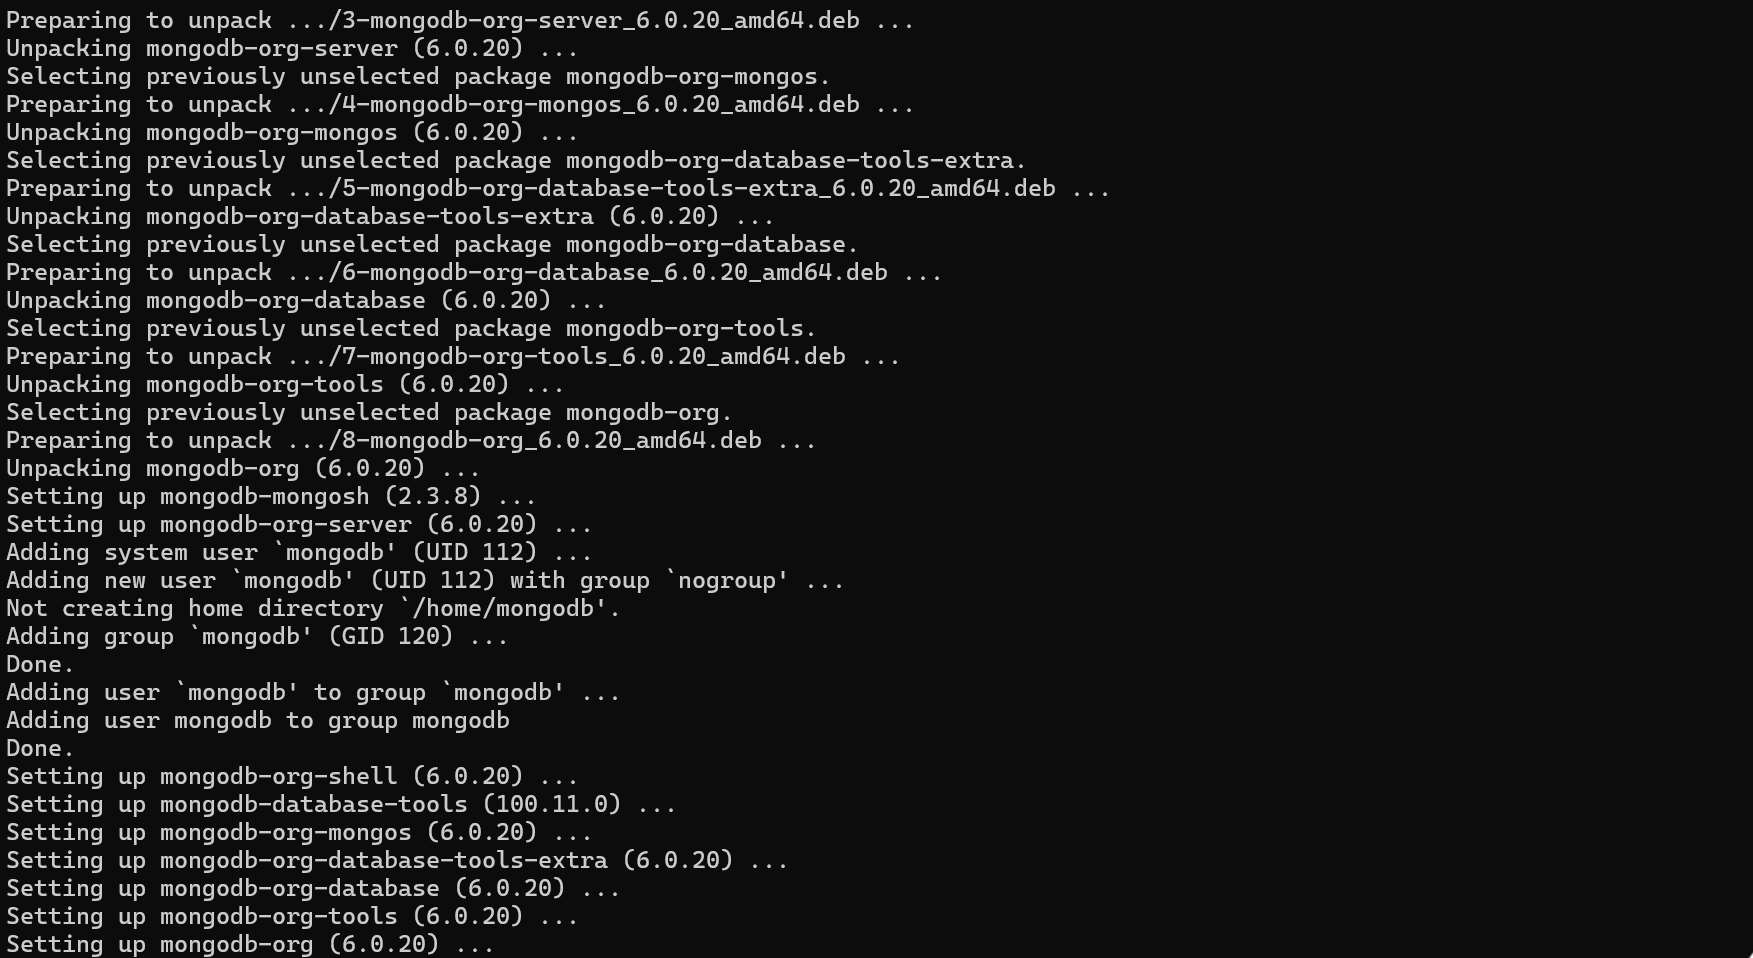 Preparing to unpack .../3-mongodb-org-server_6.0.20_amd64.deb ...
Unpacking mongodb-org-server (6.0.20) ...
Selecting previously unselected package mongodb-org-mongos.
Preparing to unpack .../4-mongodb-org-mongos_6.0.20_amd64.deb ...
Unpacking mongodb-org-mongos (6.0.20) ...
Selecting previously unselected package mongodb-org-database-tools-extra.
Preparing to unpack .../5-mongodb-org-database-tools-extra_6.0.20_amd64.deb ...
Unpacking mongodb-org-database-tools-extra (6.0.20) ...
Selecting previously unselected package mongodb-org-database.
Preparing to unpack .../6-mongodb-org-database_6.0.20_amd64.deb ...
Unpacking mongodb-org-database (6.0.20) ...
Selecting previously unselected package mongodb-org-tools.
Preparing to unpack .../7-mongodb-org-tools_6.0.20_amd64.deb ...
Unpacking mongodb-org-tools (6.0.20) ...
Selecting previously unselected package mongodb-org.
Preparing to unpack .../8-mongodb-org_6.0.20_amd64.deb ...
Unpacking mongodb-org (6.0.20) ...
Setting up mongodb-mongosh (2.3.8) ...
Setting up mongodb-org-server (6.0.20) ...
Adding system user `mongodb' (UID 112) ...
Adding new user `mongodb' (UID 112) with group `nogroup' ...
Not creating home directory `/home/mongodb'.
Adding group `mongodb' (GID 120) ...
Done.
Adding user `mongodb' to group `mongodb' ...
Adding user mongodb to group mongodb
Done.
Setting up mongodb-org-shell (6.0.20) ...
Setting up mongodb-database-tools (100.11.0) ...
Setting up mongodb-org-mongos (6.0.20) ...
Setting up mongodb-org-database-tools-extra (6.0.20) ...
Setting up mongodb-org-database (6.0.20) ...
Setting up mongodb-org-tools (6.0.20) ...
Setting up mongodb-org (6.0.20) ...